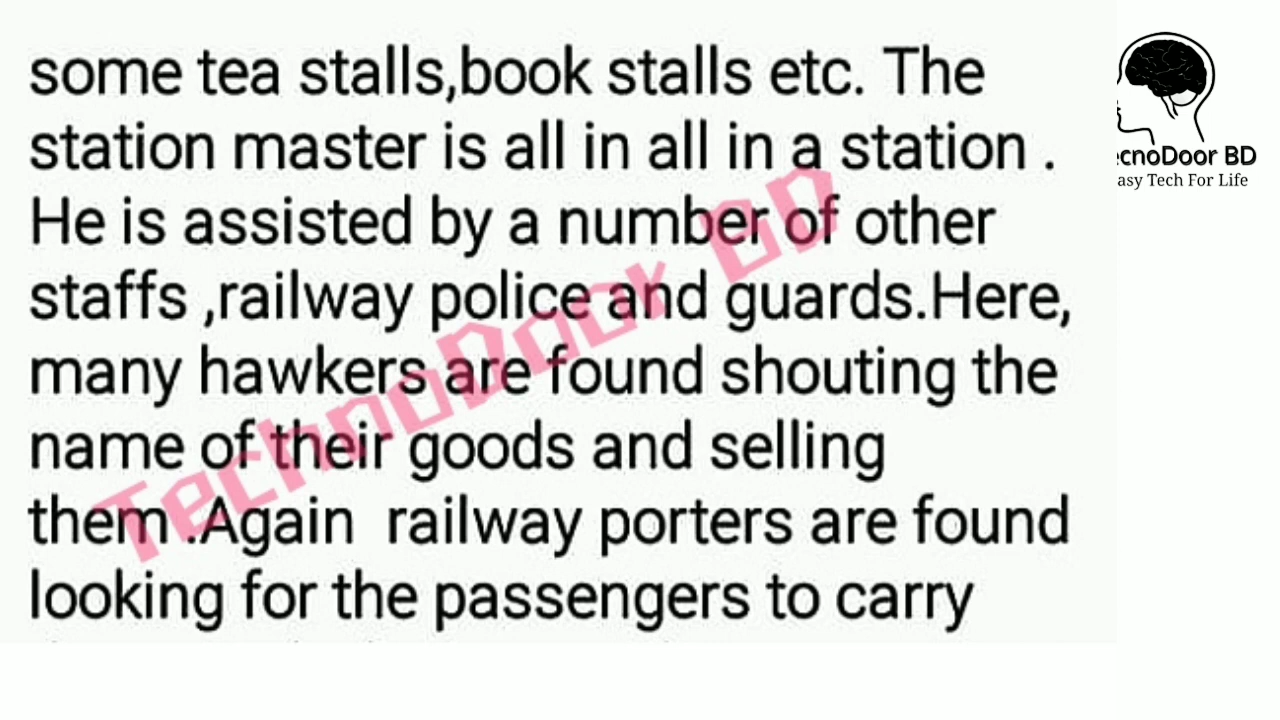 some tea stalls,book stalls etc. The
station master is all in all in a station .
He is assisted by a number of other
staffs ,railway police and guards.Here,
many hawkers are found shouting the
name of their goods and selling
them .Again  railway porters are found
looking for the passengers to carry
TechnoDoor BD
ecnoDoor BD
asy Tech For Life